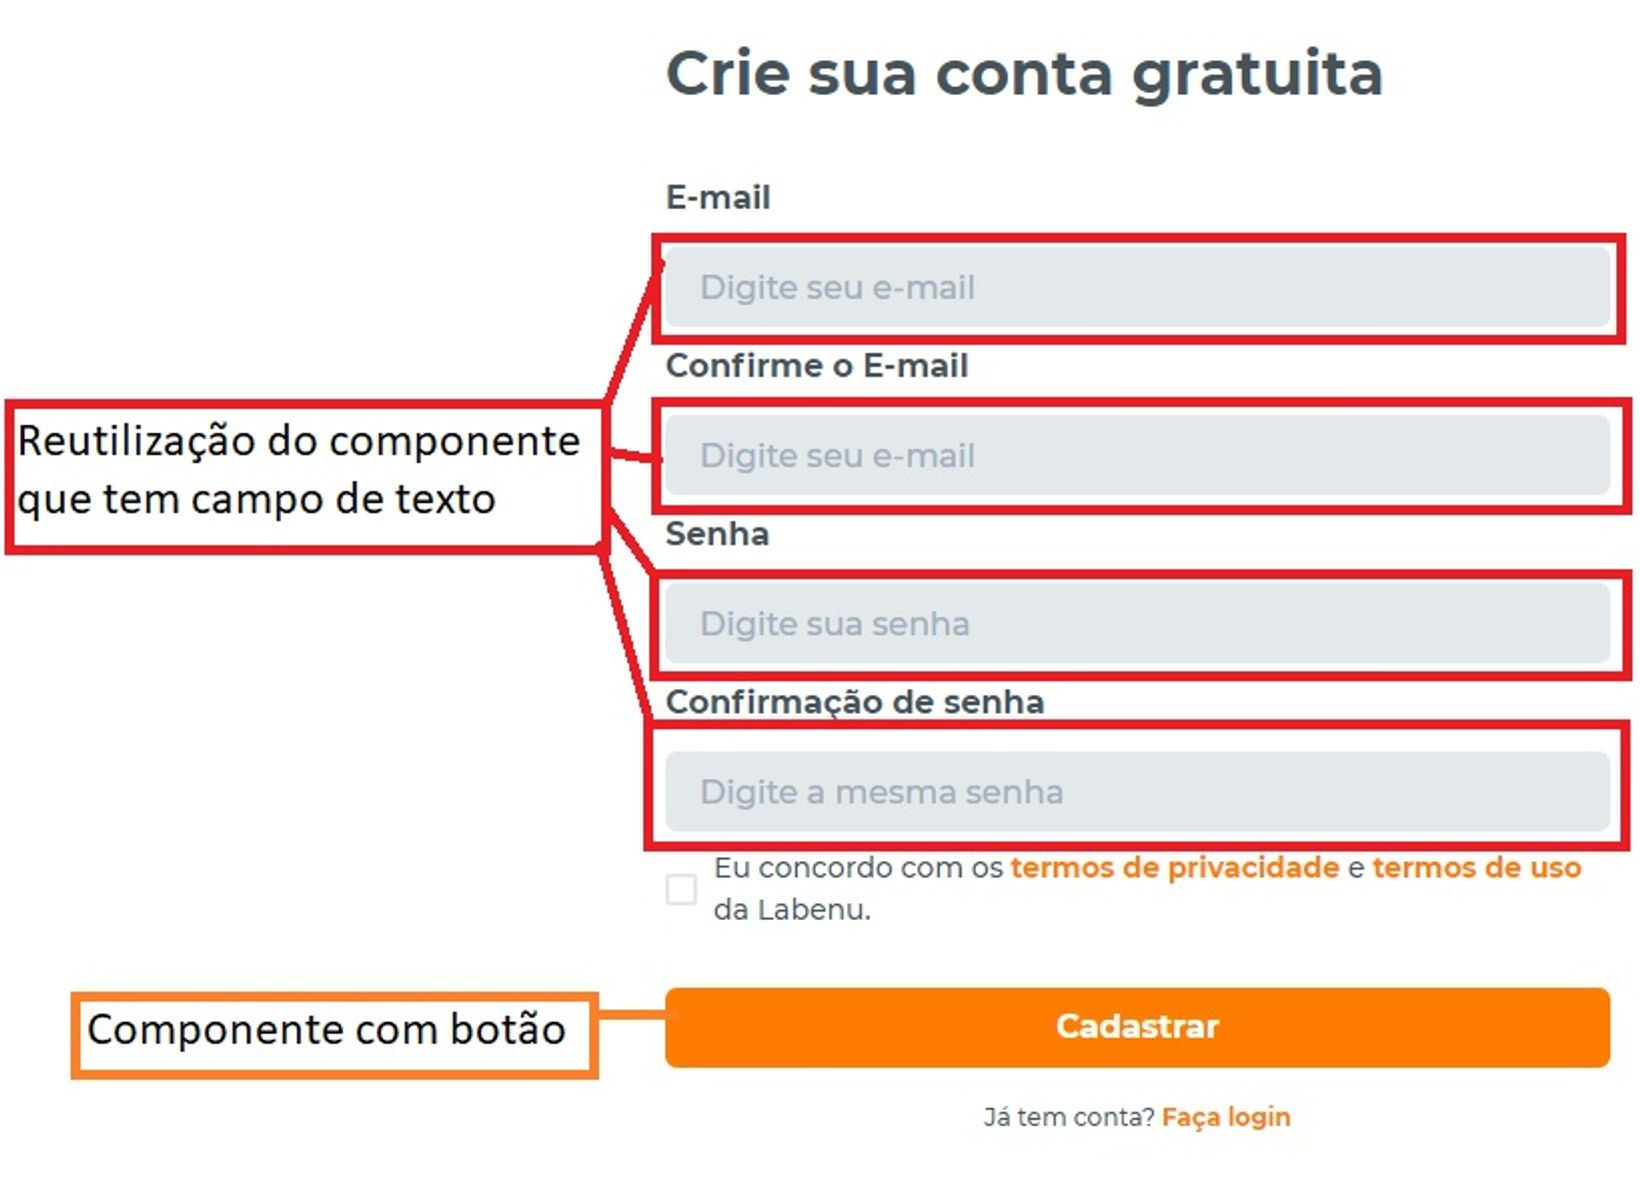 Crie sua conta gratuita
E-mail
Digite seu e-mail
Confirme o E-mail
Digite seu e-mail
Reutilização do componente
que tem campo de texto
Senha
Digite sua senha
Confirmação de senha
Digite a mesma senha
Eu concordo com os termos de privacidade e termos de uso
da Labenu.
Componente com botão
Cadastrar
Já tem conta? Faça login